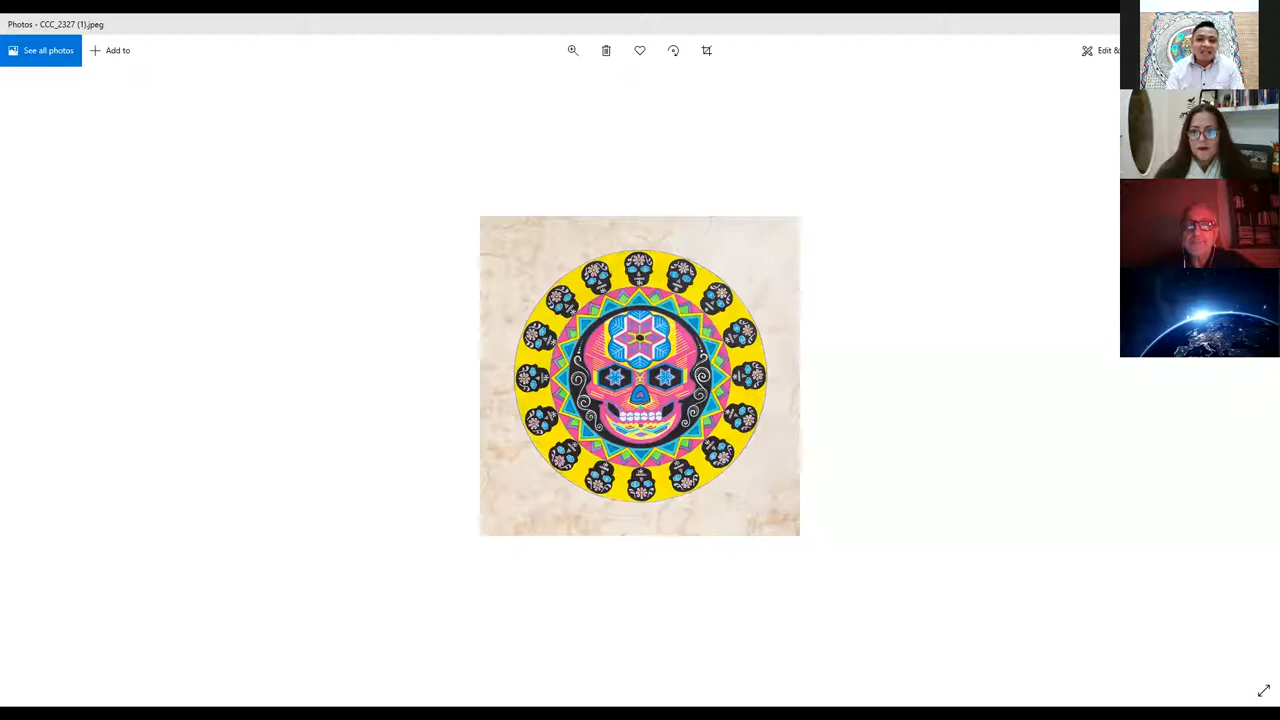 Photos - CCC_2327 (1).jpeg
See all photos
Add to
Edit &